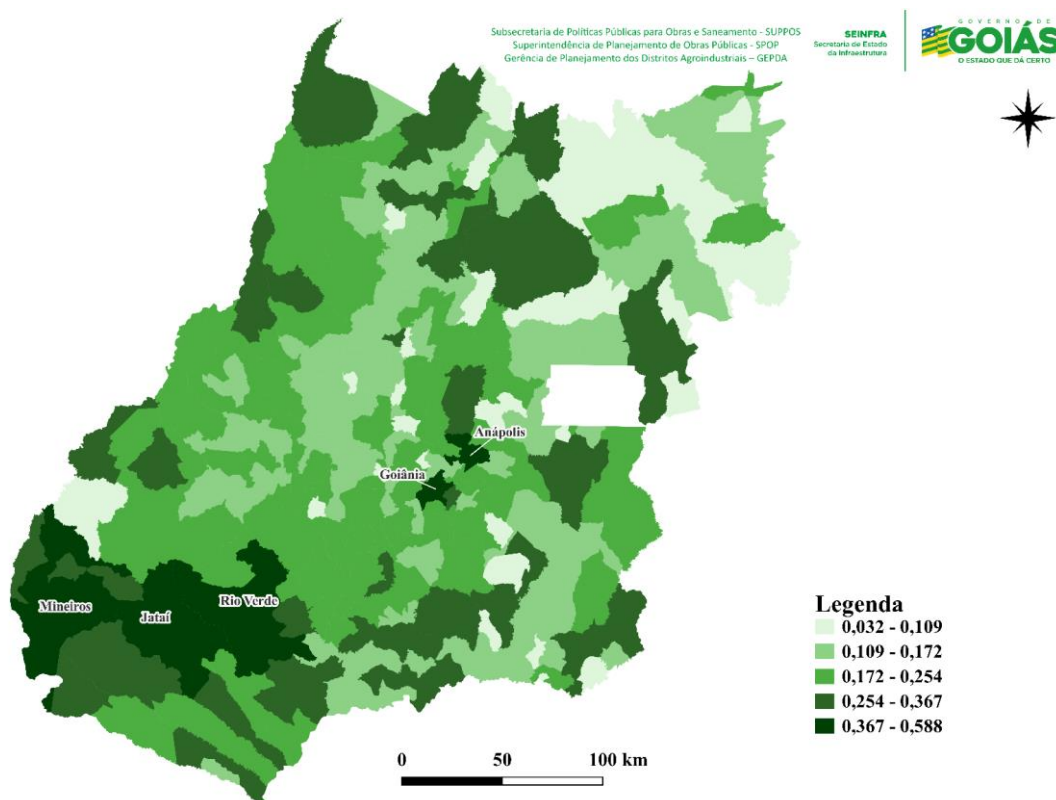 Subsecretaria de Políticas Públicas para Obras e Saneamento - SUPPOS
Superintendência de Planejamento de Obras Públicas - SPOP
Gerência de Planejamento dos Distritos Agroindustriais – GEPDA
SEINFRA
Secretaria de Estado
da Infraestrutura
GOVERNO DE
GOIÁS
O ESTADO QUE DÁ CERTO
Anápolis
Goiânia
Mineiros
Jataí
Rio Verde
Legenda
0,032 - 0,109
0,109 - 0,172
0,172 - 0,254
0,254 - 0,367
0,367 - 0,588
0 50 100 km